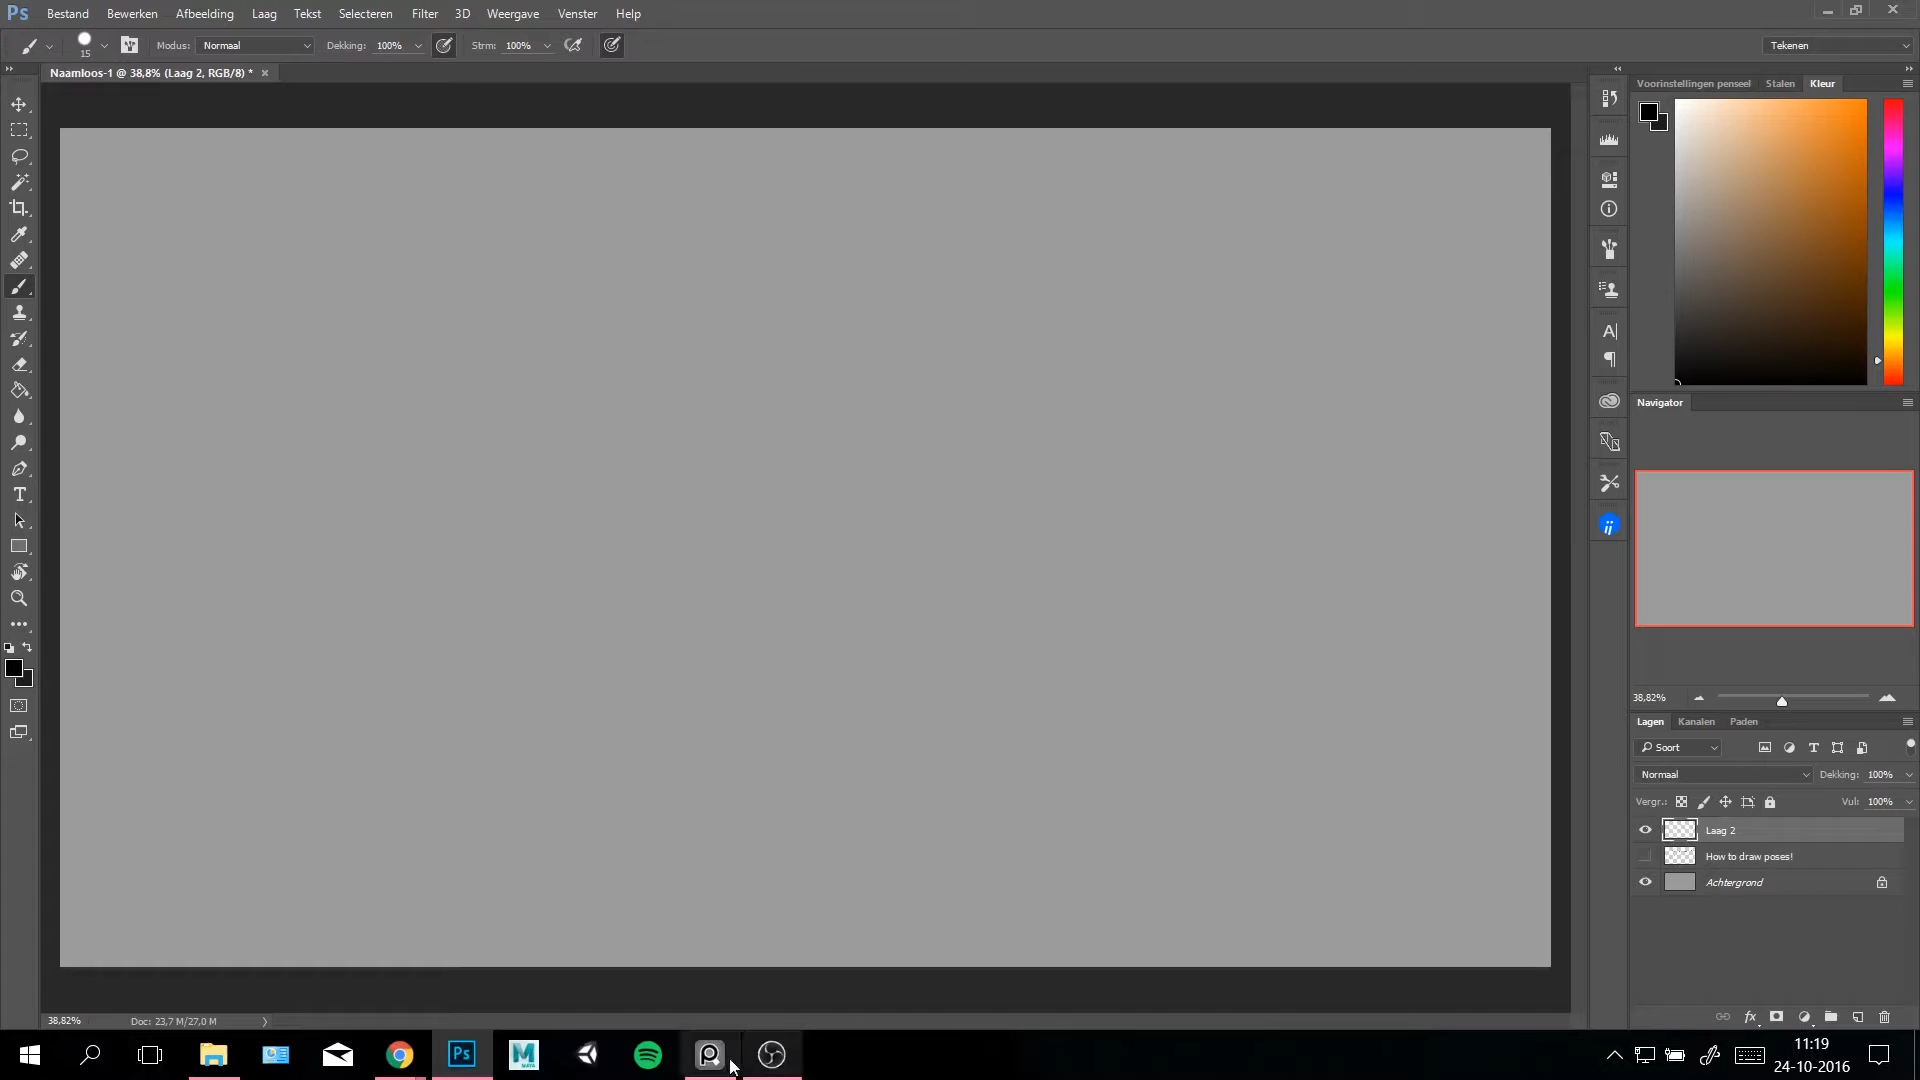 Ps Bestand Bewerken Afbeelding Laag Tekst Selecteren Filter 3D Weergave Venster Help
15 Modus: Normaal Dekking: 100% Strm: 100% Tekenen
Naamloos-1 @ 38,8% (Laag 2, RGB/8) *
Voorinstellingen penseel Stalen Kleur
Navigator
38,82%
Lagen Kanalen Paden
Soort
Normaal Dekking: 100%
Vergr.: Vul: 100%
Laag 2
How to draw poses!
Achtergrond
38,82% Doc: 23,7 M/27,0 M
Ps
11:19
24-10-2016